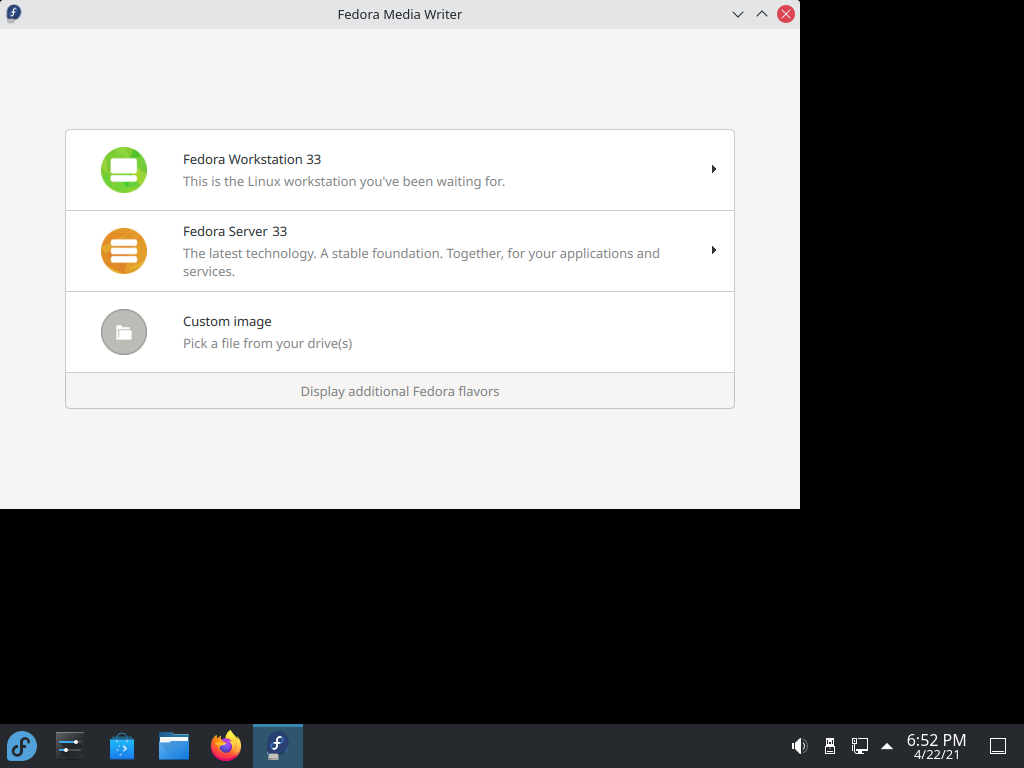 Fedora Media Writer
Fedora Workstation 33
This is the Linux workstation you've been waiting for.
Fedora Server 33
The latest technology. A stable foundation. Together, for your applications and
services.
Custom image
Pick a file from your drive(s)
Display additional Fedora flavors
6:52 PM
4/22/21